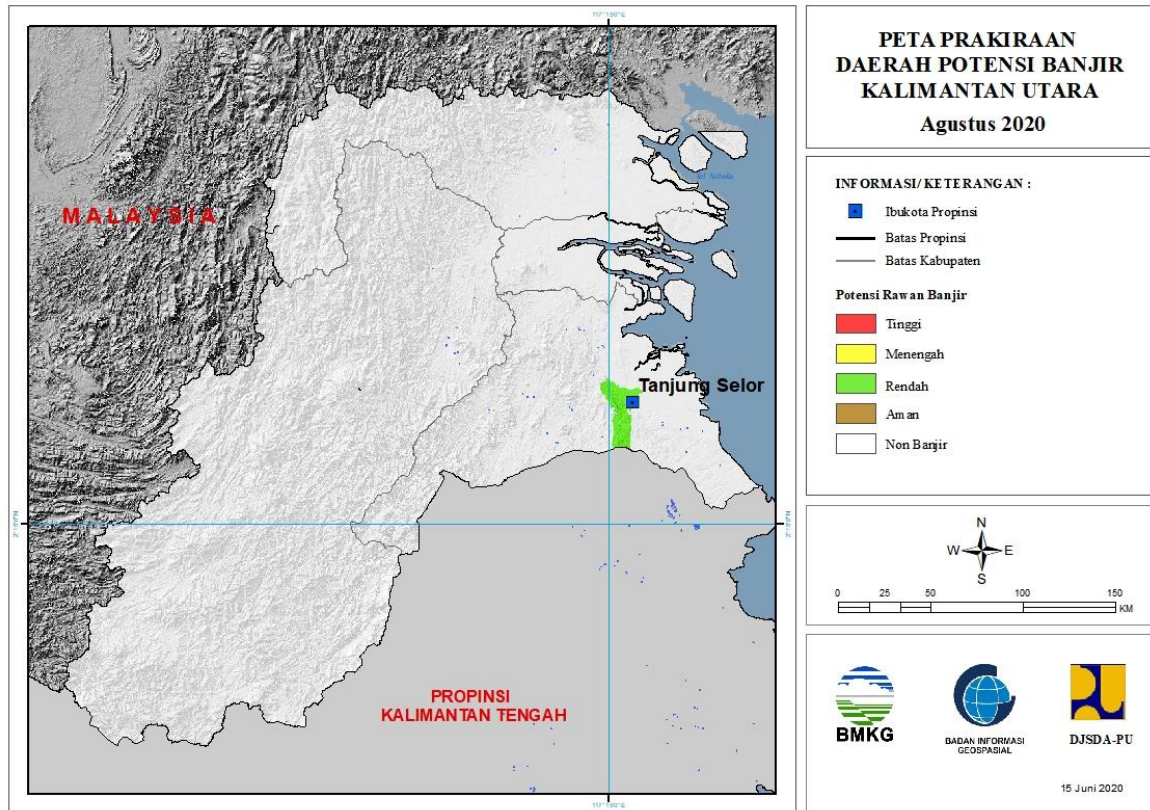 PETA PRAKIRAAN
DAERAH POTENSI BANJIR
KALIMANTAN UTARA
Agustus 2020
INFORMASI/ KETERANGAN :
Ibukota Propinsi
Batas Propinsi
Batas Kabupaten
Potensi Rawan Banjir
Tinggi
Menengah
Rendah
Aman
Non Banjir
N
W E
S
0 25 50 100 150
KM
BMKG
BADAN INFORMASI
GEOSPASIAL
DJSDA-PU
15 Juni 2020
MALAYSIA
Tanjung Selor
PROPINSI
KALIMANTAN TENGAH